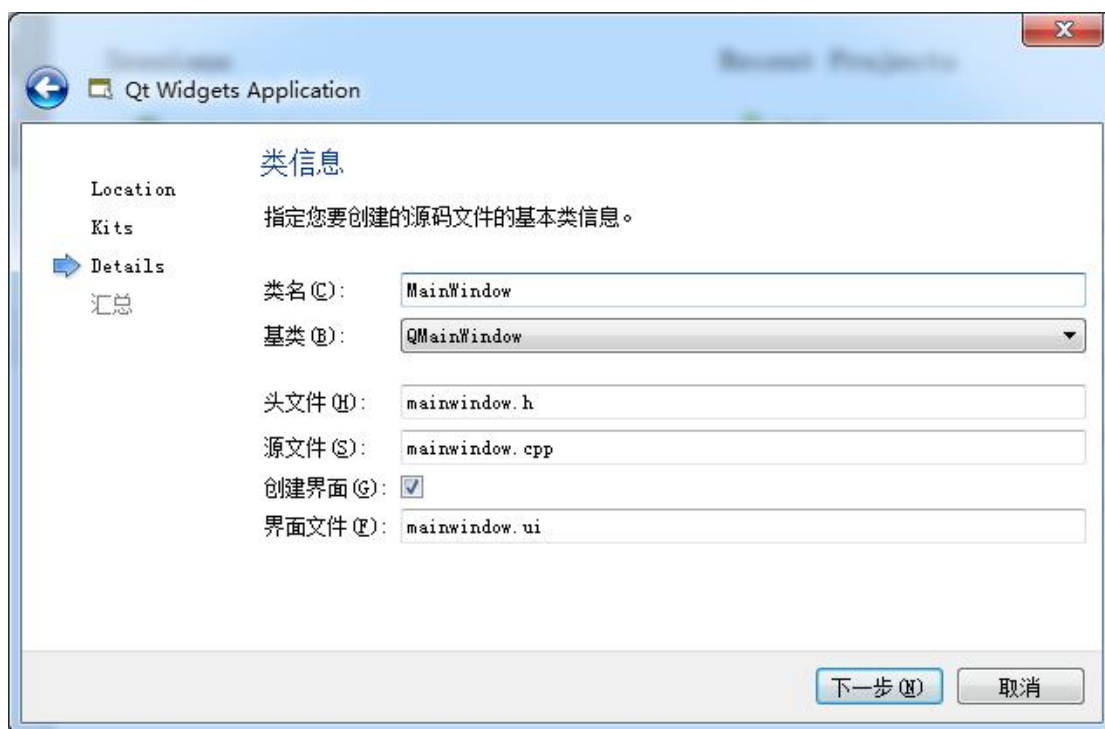 Recent Projects
Qt Widgets Application
类信息
Location
Kits
Details
汇总
指定您要创建的源码文件的基本类信息。
类名(C): MainWindow
基类(B): QMainWindow
头文件(H): mainwindow.h
源文件(S): mainwindow.cpp
创建界面(G):
界面文件(F): mainwindow.ui
下一步(N) 取消